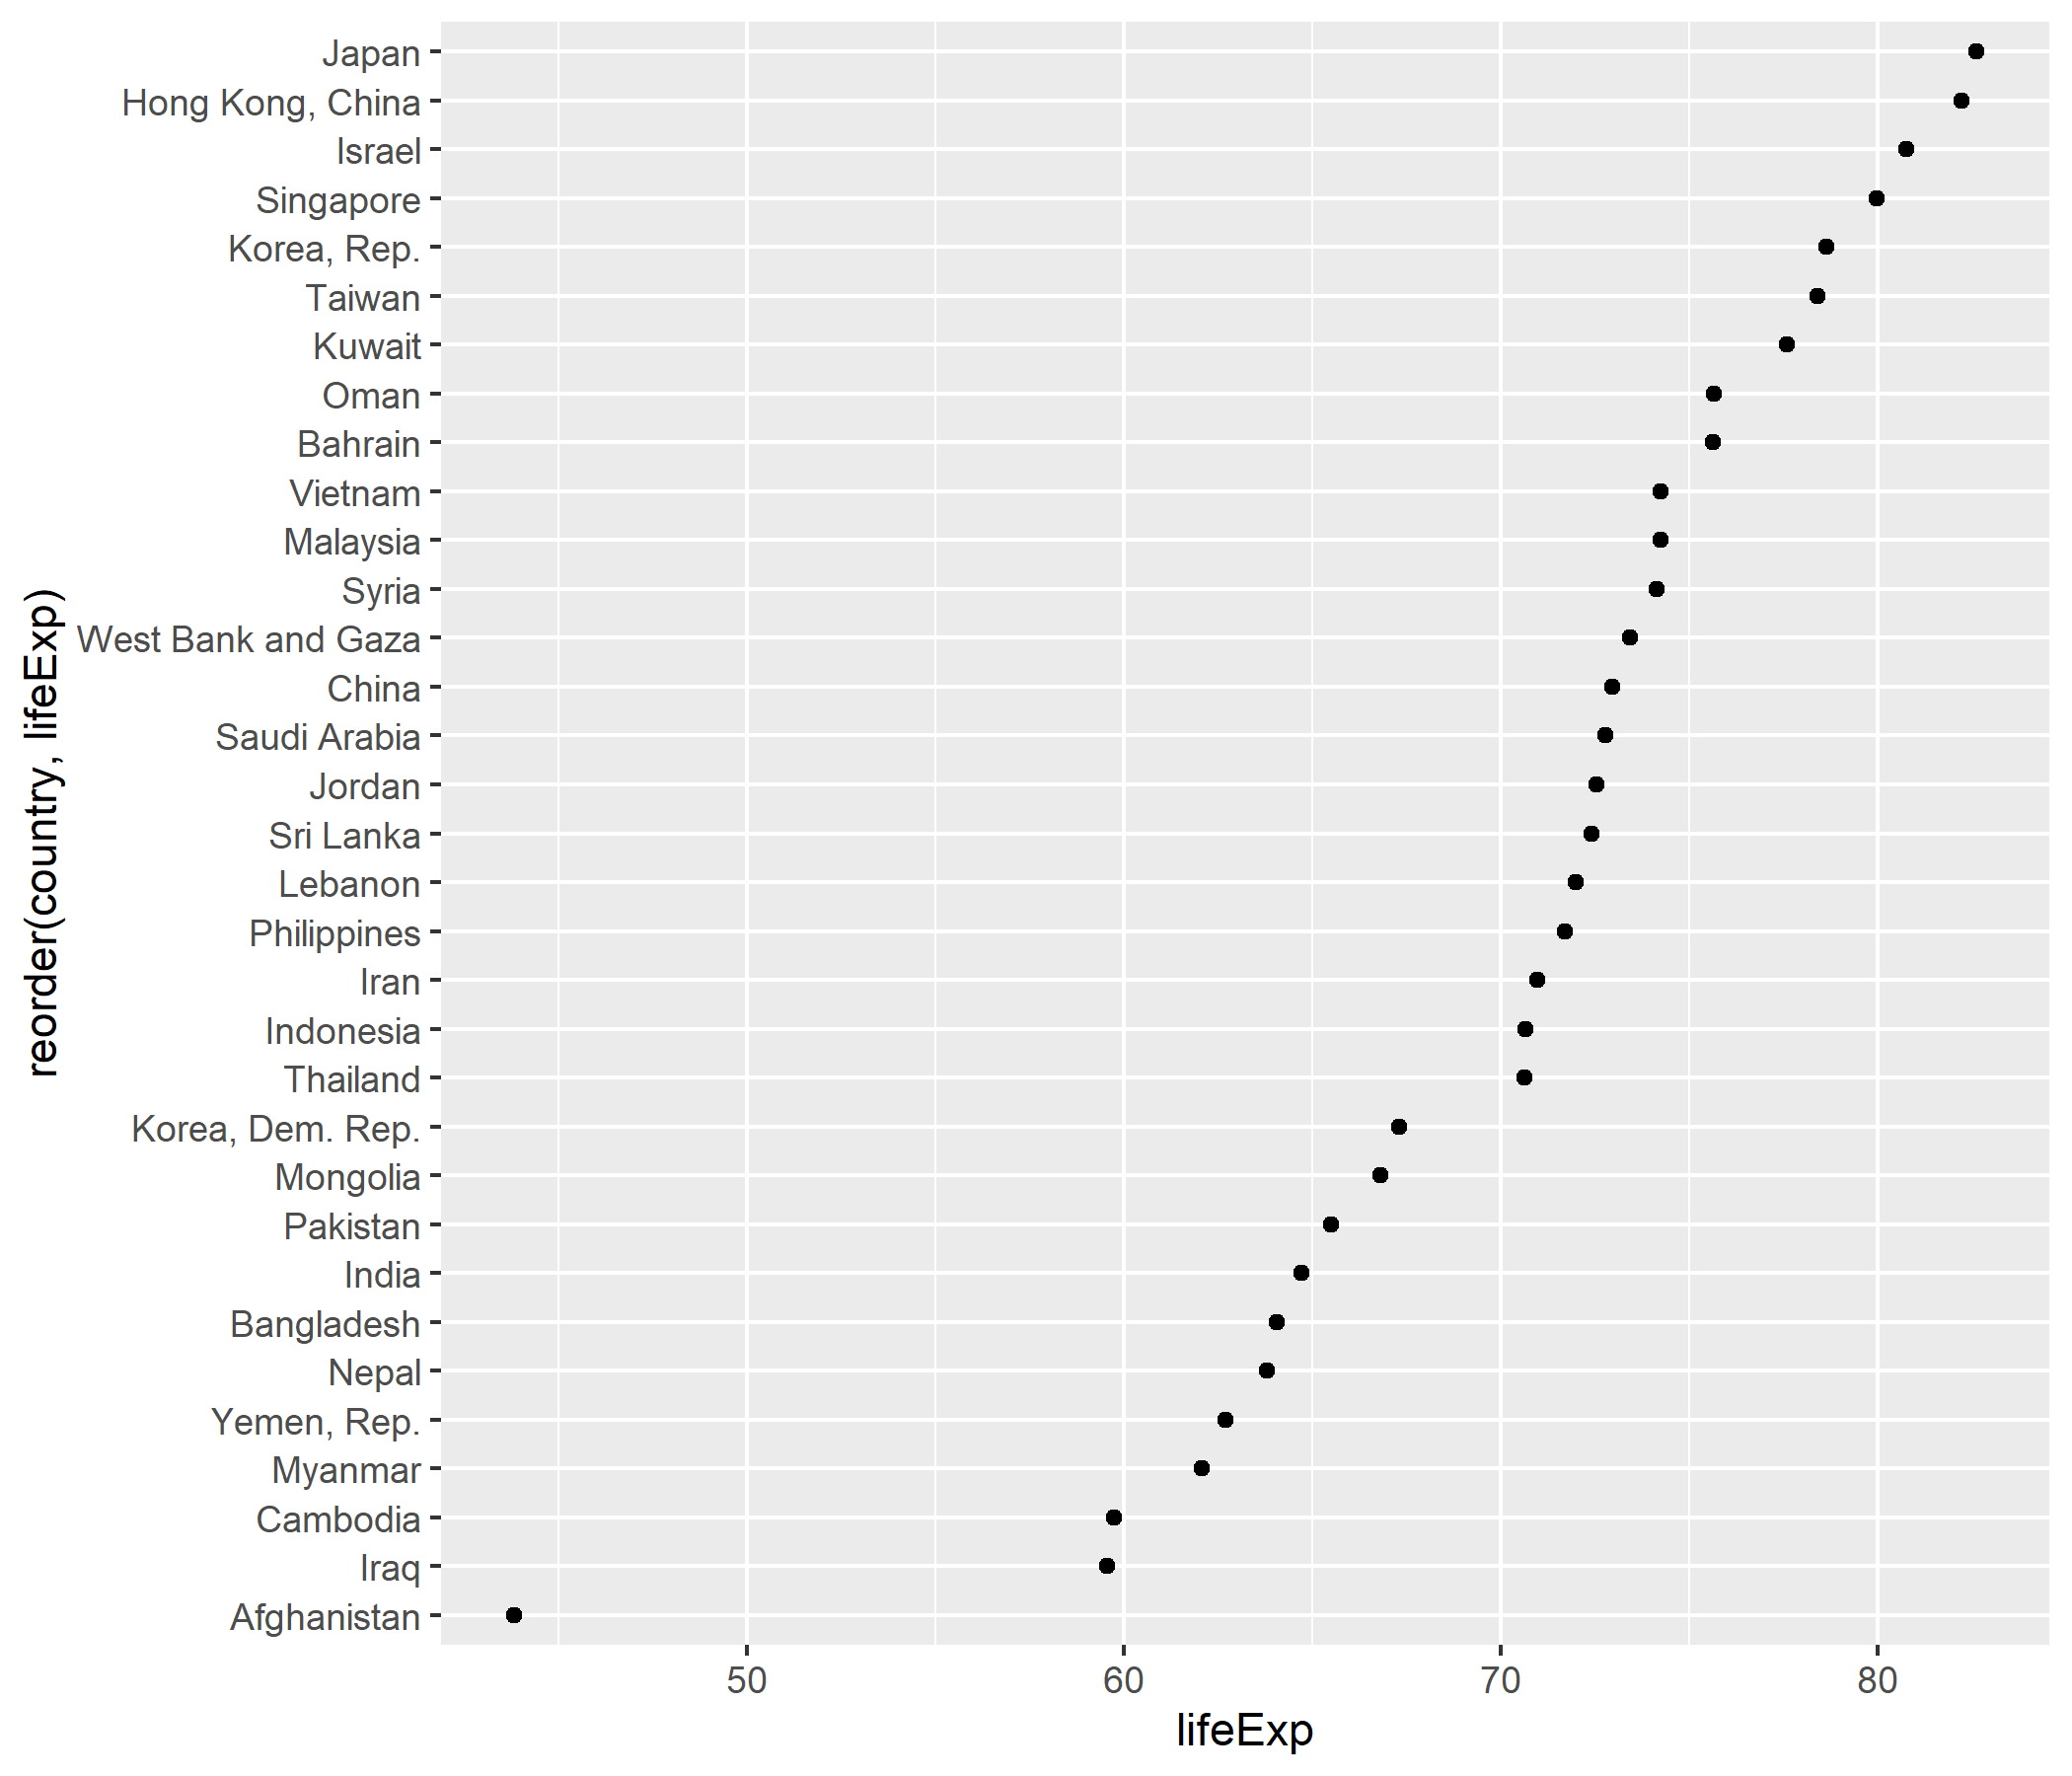 Japan
Hong Kong, China
Israel
Singapore
Korea, Rep.
Taiwan
Kuwait
Oman
Bahrain
Vietnam
Malaysia
Syria
West Bank and Gaza
China
Saudi Arabia
Jordan
Sri Lanka
Lebanon
Philippines
Iran
Indonesia
Thailand
Korea, Dem. Rep.
Mongolia
Pakistan
India
Bangladesh
Nepal
Yemen, Rep.
Myanmar
Cambodia
Iraq
Afghanistan
reorder(country, lifeExp)
50 60 70 80
lifeExp